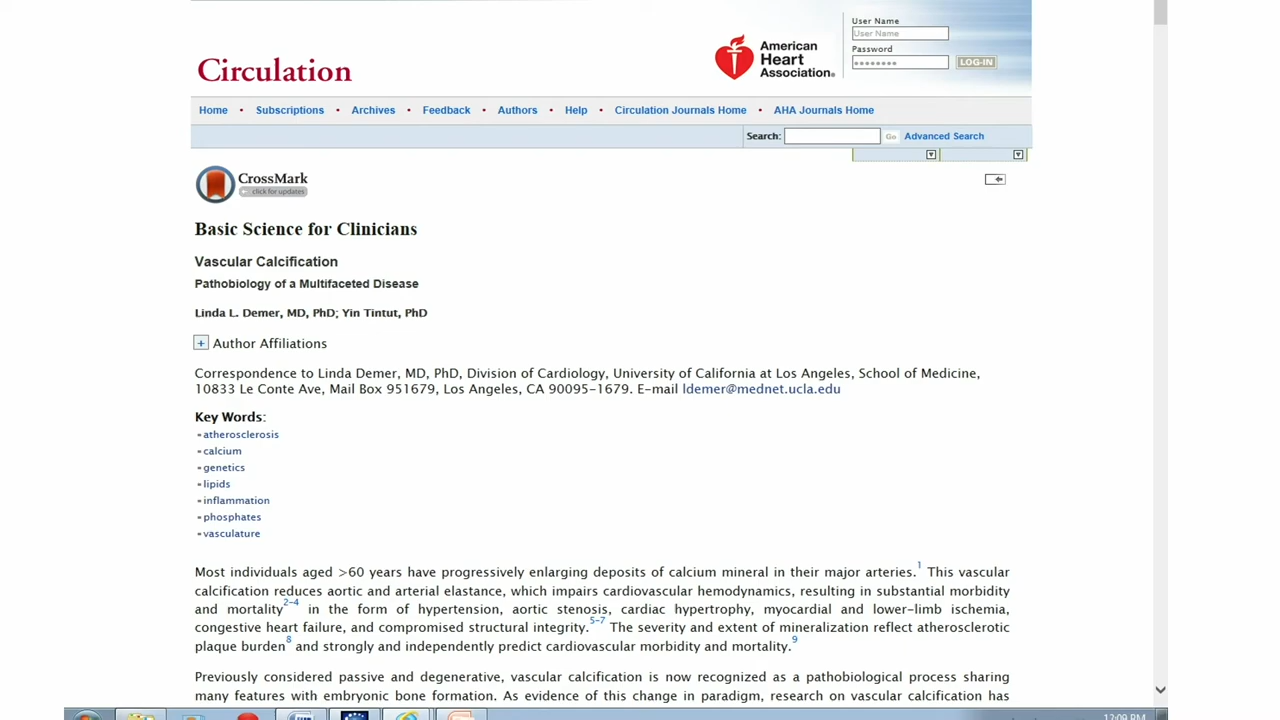 User Name
User Name
Password
LOG-IN
Circulation
American
Heart
Association®
Home • Subscriptions • Archives • Feedback • Authors • Help • Circulation Journals Home • AHA Journals Home
Search: Go Advanced Search
CrossMark
click for updates
Basic Science for Clinicians
Vascular Calcification
Pathobiology of a Multifaceted Disease
Linda L. Demer, MD, PhD; Yin Tintut, PhD
+ Author Affiliations
Correspondence to Linda Demer, MD, PhD, Division of Cardiology, University of California at Los Angeles, School of Medicine,
10833 Le Conte Ave, Mail Box 951679, Los Angeles, CA 90095-1679. E-mail ldemer@mednet.ucla.edu
Key Words:
atherosclerosis
calcium
genetics
lipids
inflammation
phosphates
vasculature
Most individuals aged >60 years have progressively enlarging deposits of calcium mineral in their major arteries.1 This vascular
calcification reduces aortic and arterial elastance, which impairs cardiovascular hemodynamics, resulting in substantial morbidity
and mortality2-4 in the form of hypertension, aortic stenosis, cardiac hypertrophy, myocardial and lower-limb ischemia,
congestive heart failure, and compromised structural integrity.5-7 The severity and extent of mineralization reflect atherosclerotic
plaque burden8 and strongly and independently predict cardiovascular morbidity and mortality.9
Previously considered passive and degenerative, vascular calcification is now recognized as a pathobiological process sharing
many features with embryonic bone formation. As evidence of this change in paradigm, research on vascular calcification has
12:09 PM